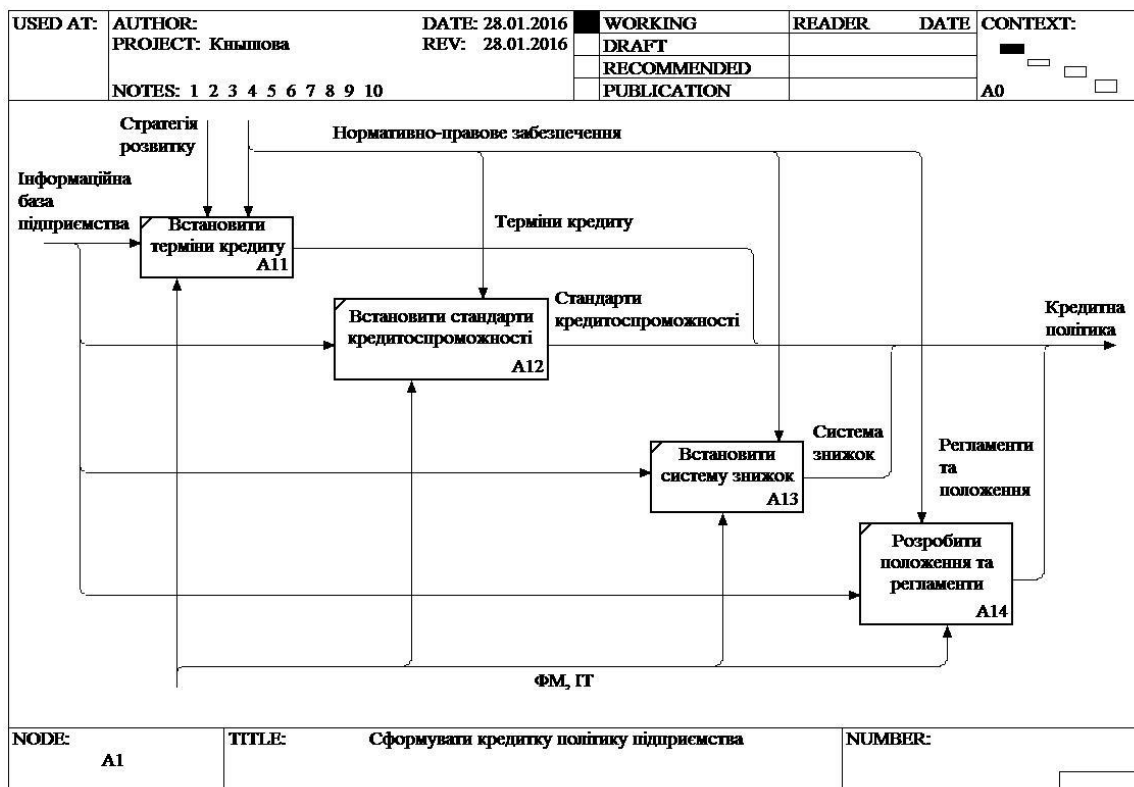 USED AT:
AUTHOR:
DATE: 28.01.2016
PROJECT: Кнышова
REV: 28.01.2016
NOTES: 1 2 3 4 5 6 7 8 9 10
WORKING
DRAFT
RECOMMENDED
PUBLICATION
READER
DATE
CONTEXT:
A0
Стратегія
розвитку
Нормативно-правове забезпечення
Інформаційна
база
підприємства
Встановити
терміни кредиту
A11
Терміни кредиту
Встановити стандарти
кредитоспроможності
A12
Стандарти
кредитоспроможності
Кредитна
політика
Встановити
систему знижок
A13
Система
знижок
Регламенти
та
положення
Розробити
положення та
регламенти
A14
ФМ, ІТ
NODE:
A1
TITLE:
Сформувати кредитку політику підприємства
NUMBER: